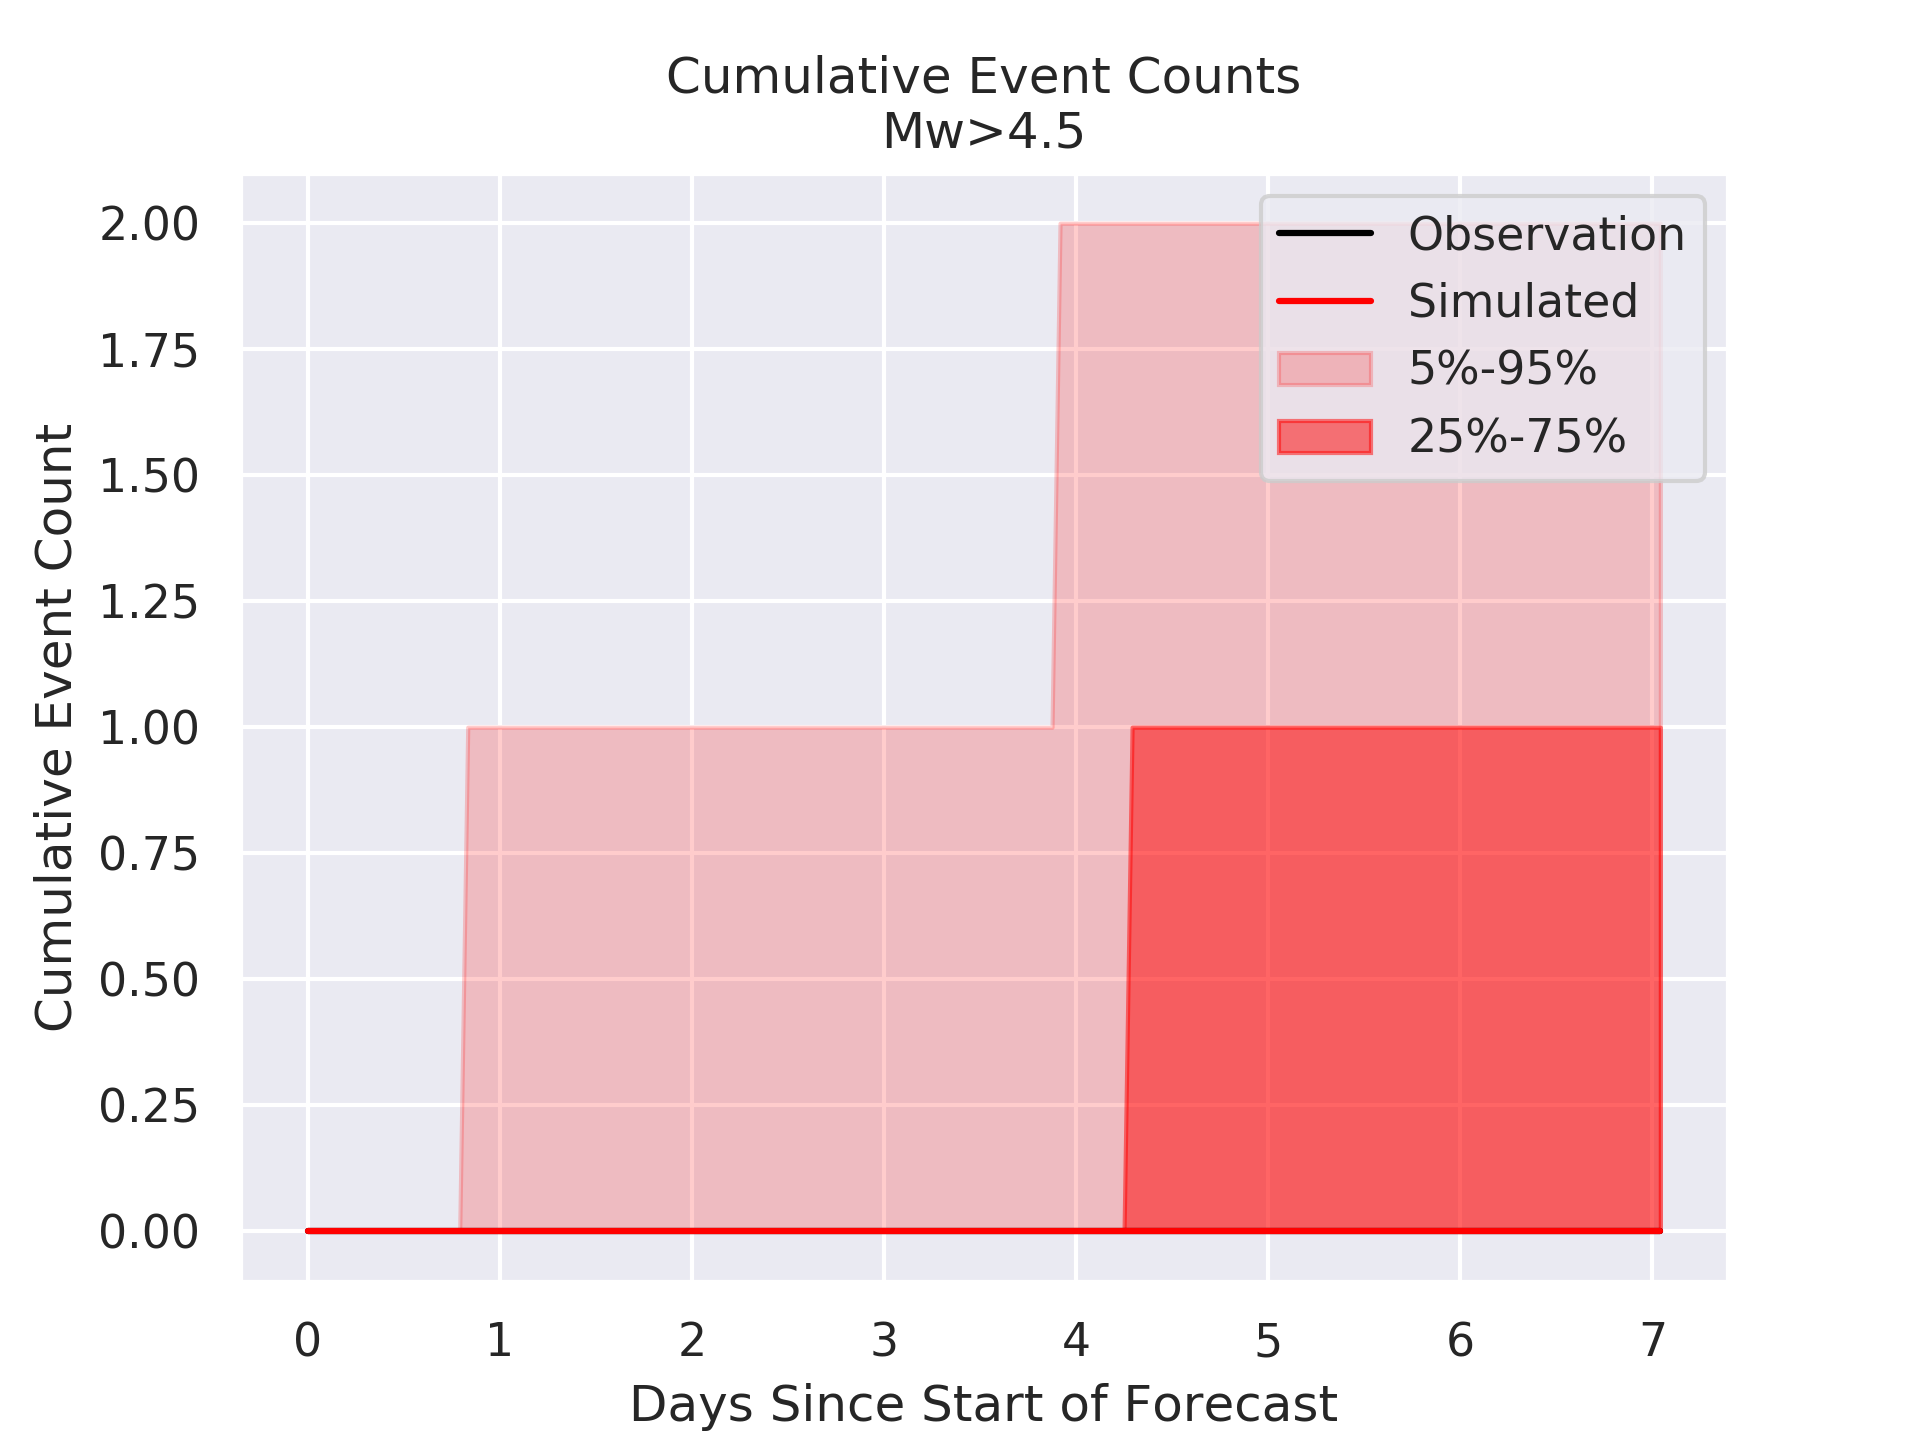 Cumulative Event Counts
Mw>4.5
Cumulative Event Count
2.00
1.75
1.50
1.25
1.00
0.75
0.50
0.25
0.00
Observation
Simulated
5%-95%
25%-75%
0 1 2 3 4 5 6 7
Days Since Start of Forecast